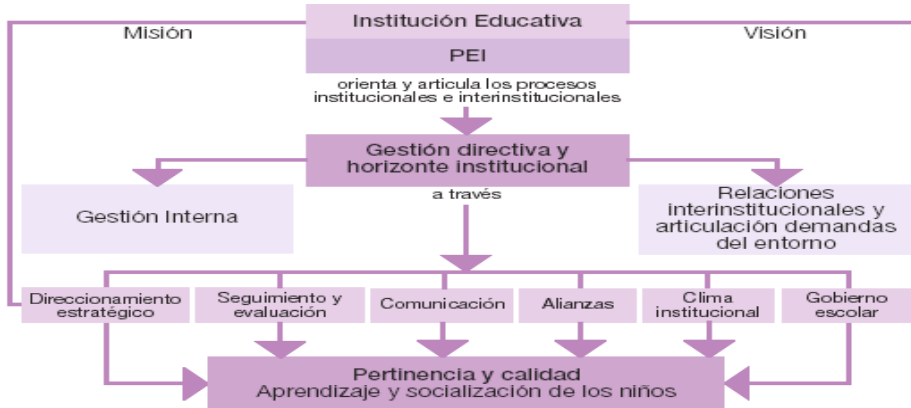 Institución Educativa
Misión
Visión
PEI
orienta y articula los procesos
institucionales e interinstitucionales
Gestión directiva y
horizonte institucional
a través
Gestión Interna
Relaciones
interinstitucionales y
articulación demandas
del entorno
Direccionamiento
estratégico
Seguimiento y
evaluación
Comunicación
Alianzas
Clima
institucional
Gobierno
escolar
Pertinencia y calidad
Aprendizaje y socialización de los niños